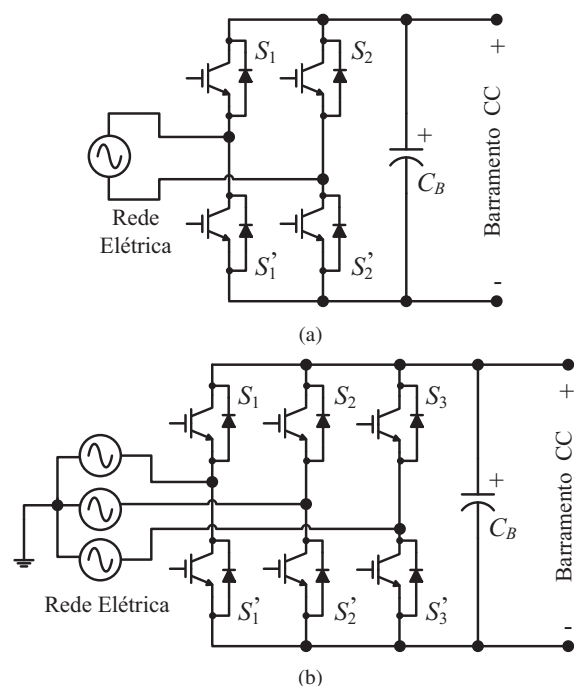 S1
S2
+
+
CB
Barramento CC
Rede
Elétrica
S1'
S2'
-
(a)
S1
S2
S3
+
+
CB
Barramento CC
Rede Elétrica
S1'
S2'
S3'
-
(b)